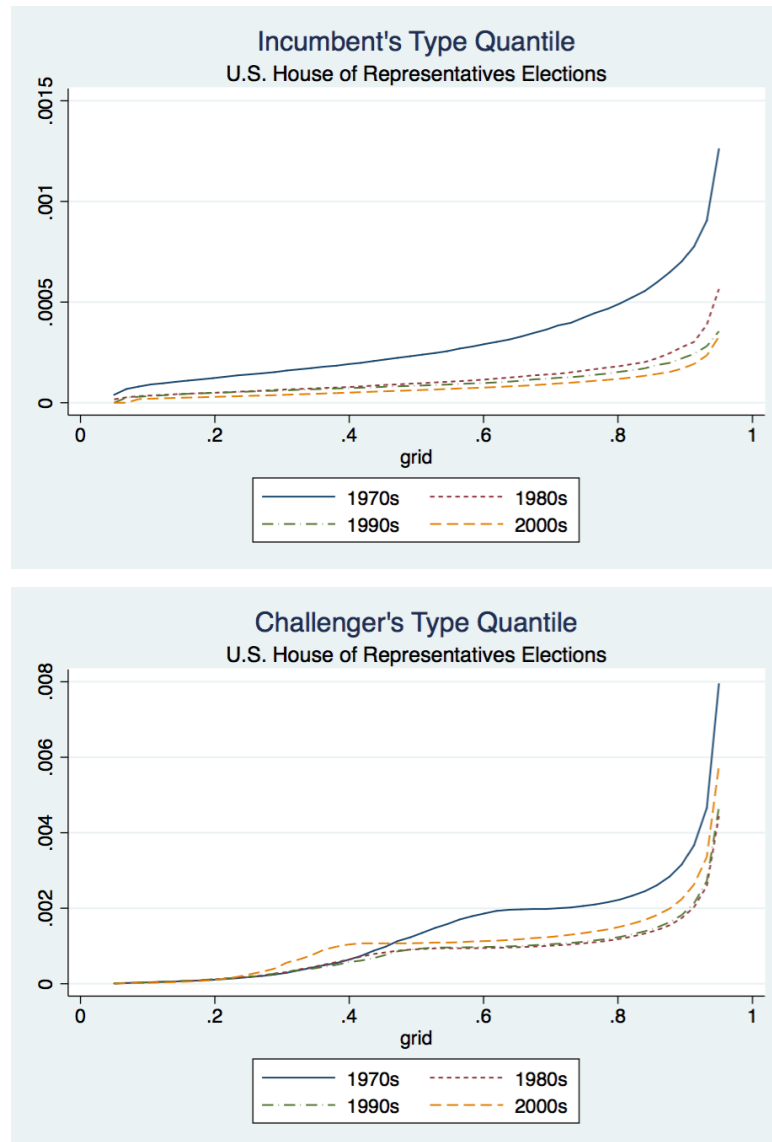 Incumbent's Type Quantile
U.S. House of Representatives Elections
.0015
.001
.0005
0
0 .2 .4 .6 .8 1
grid
1970s 1980s
1990s 2000s
Challenger's Type Quantile
U.S. House of Representatives Elections
.008
.006
.004
.002
0
0 .2 .4 .6 .8 1
grid
1970s 1980s
1990s 2000s